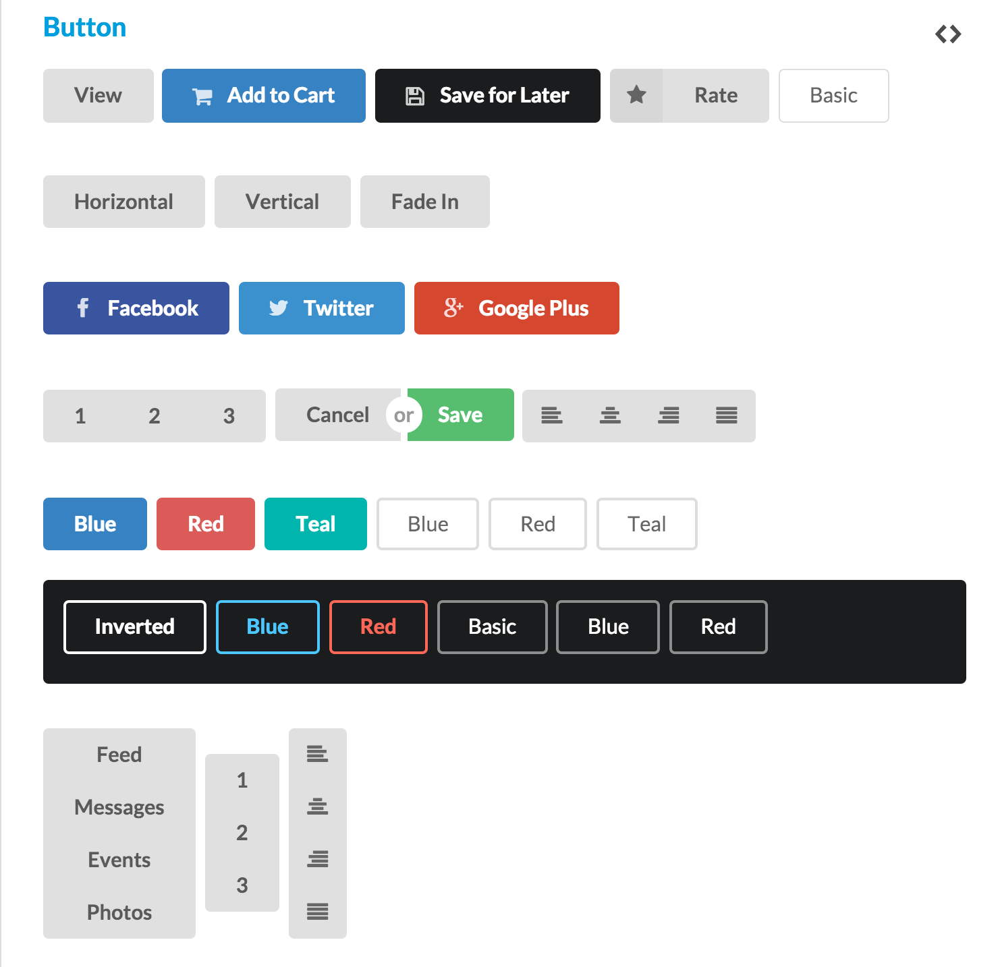 Button
View Add to Cart Save for Later Rate Basic
Horizontal Vertical Fade In
Facebook Twitter Google Plus
1 2 3 Cancel or Save
Blue Red Teal Blue Red Teal
Inverted Blue Red Basic Blue Red
Feed
Messages
Events
Photos
1
2
3